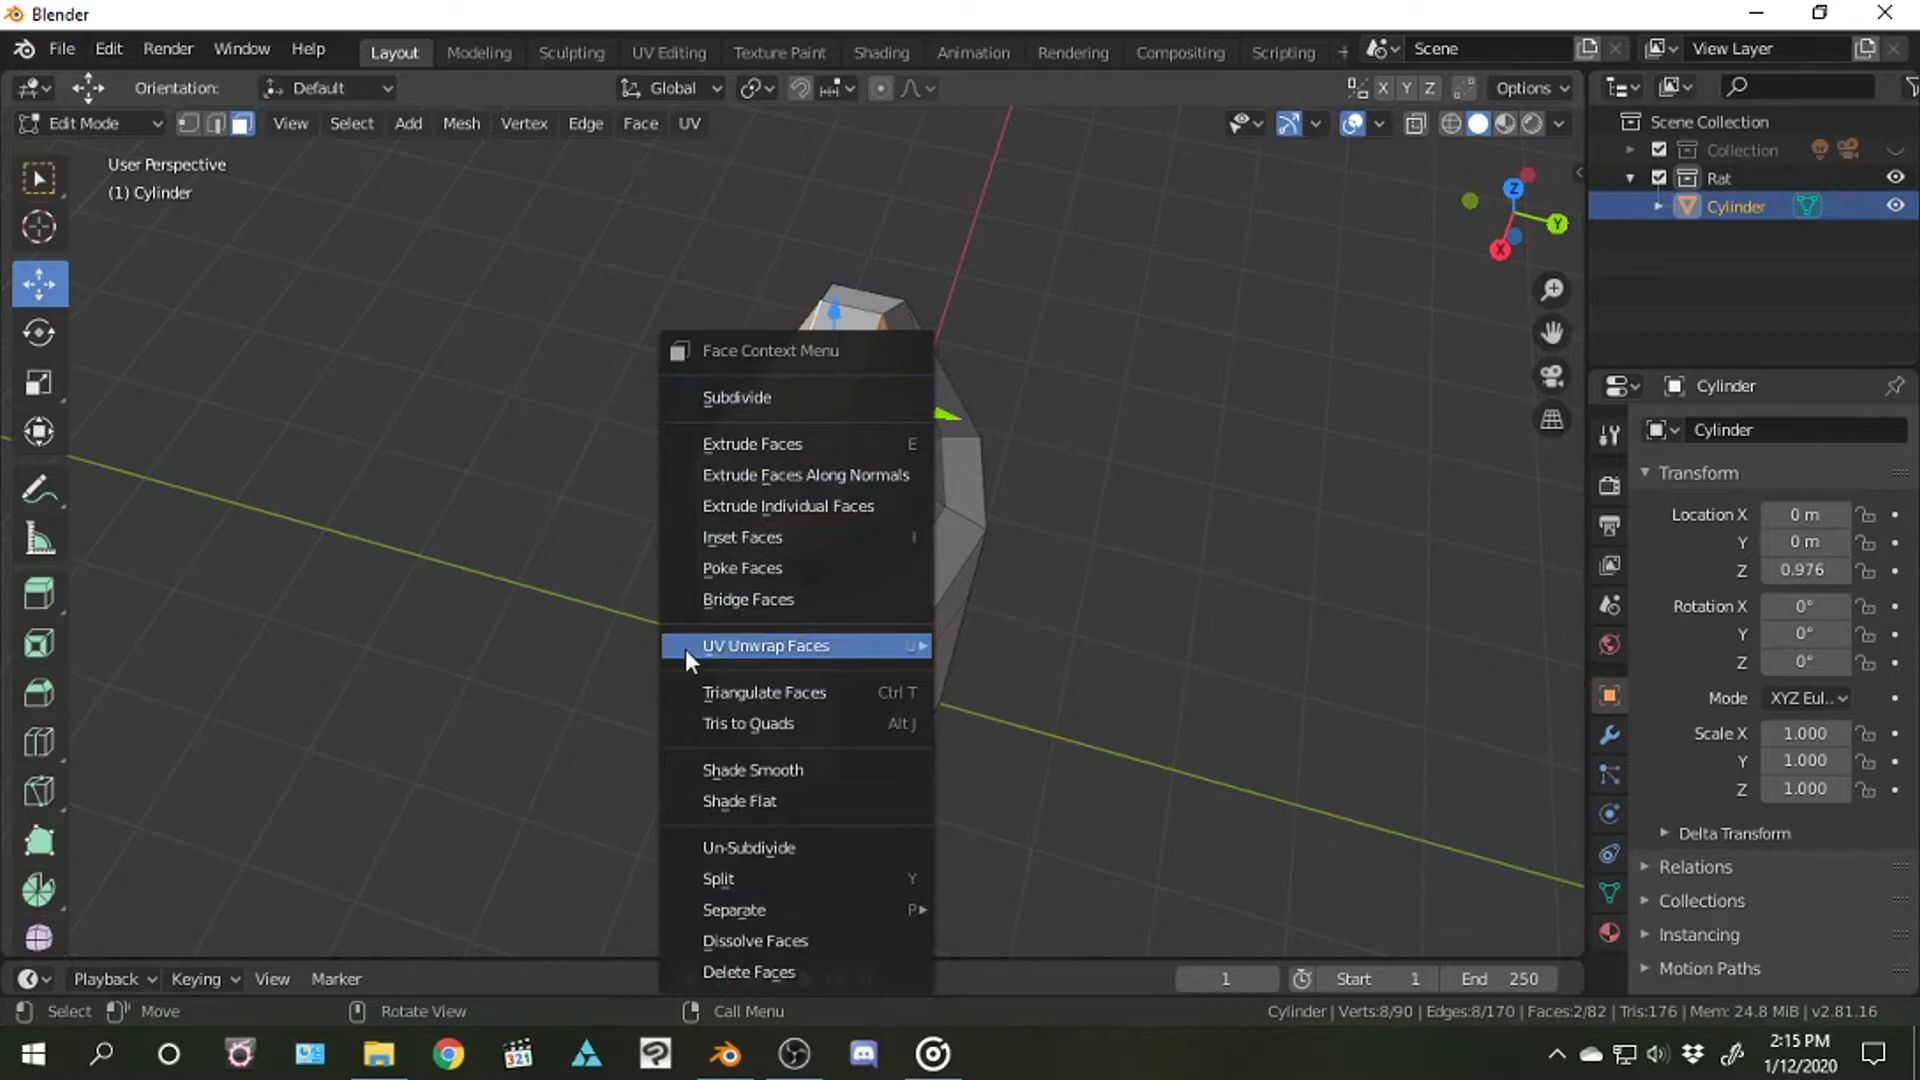 Blender
File Edit Render Window Help Layout Modeling Sculpting UV Editing Texture Paint Shading Animation Rendering Compositing Scripting + Scene View Layer
Orientation: Default Global X Y Z Options
Edit Mode View Select Add Mesh Vertex Edge Face UV
User Perspective
(1) Cylinder
Z
Y
X
Scene Collection
Collection
Rat
Cylinder
Face Context Menu
Subdivide
Extrude Faces E
Extrude Faces Along Normals
Extrude Individual Faces
Inset Faces I
Poke Faces
Bridge Faces
UV Unwrap Faces U
Triangulate Faces Ctrl T
Tris to Quads Alt J
Shade Smooth
Shade Flat
Un-Subdivide
Split Y
Separate P
Dissolve Faces
Delete Faces
Cylinder
Cylinder
Transform
Location X 0 m
Y 0 m
Z 0.976
Rotation X 0°
Y 0°
Z 0°
Mode XYZ Eul..
Scale X 1.000
Y 1.000
Z 1.000
Delta Transform
Relations
Collections
Instancing
Motion Paths
Playback Keying View Marker 1 Start 1 End 250
Select Move Rotate View Call Menu Cylinder | Verts:8/90 | Edges:8/170 | Faces:2/82 | Tris:176 | Mem: 24.8 MiB | v2.81.16
321
2:15 PM
1/12/2020